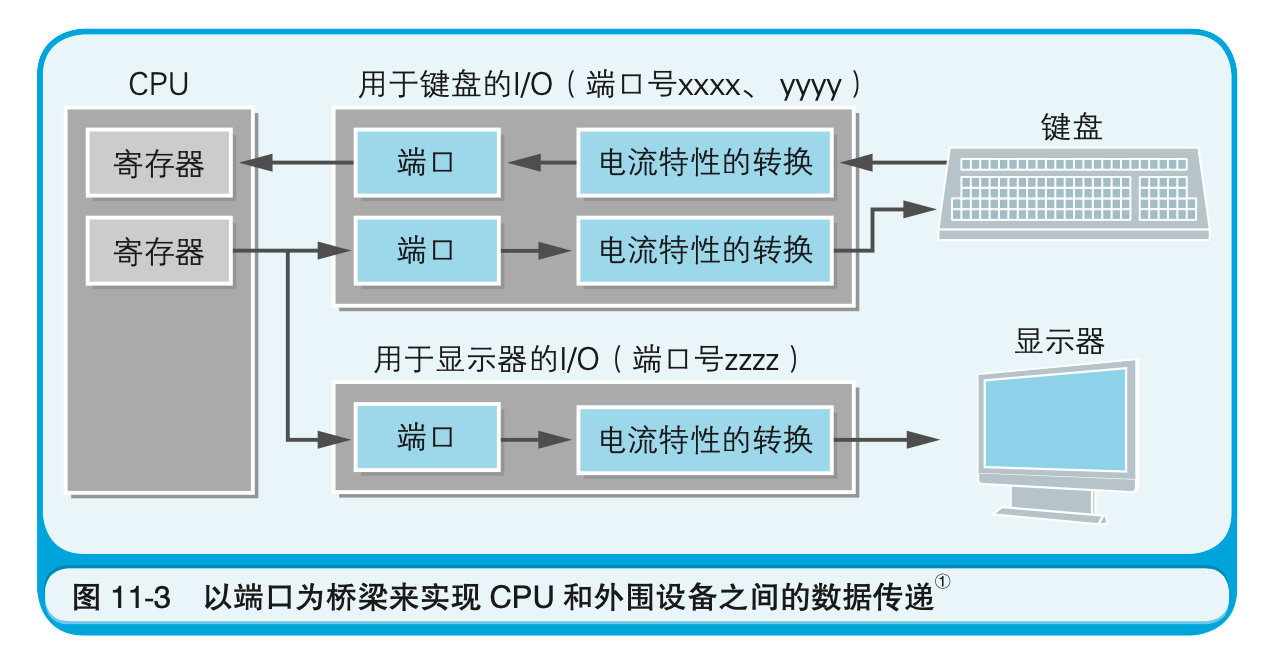 CPU
用于键盘的I/O（端口号xxxx、yyyy）
键盘
寄存器
端口
电流特性的转换
寄存器
端口
电流特性的转换
用于显示器的I/O（端口号zzzz）
显示器
端口
电流特性的转换
图 11-3 以端口为桥梁来实现 CPU 和外围设备之间的数据传递①